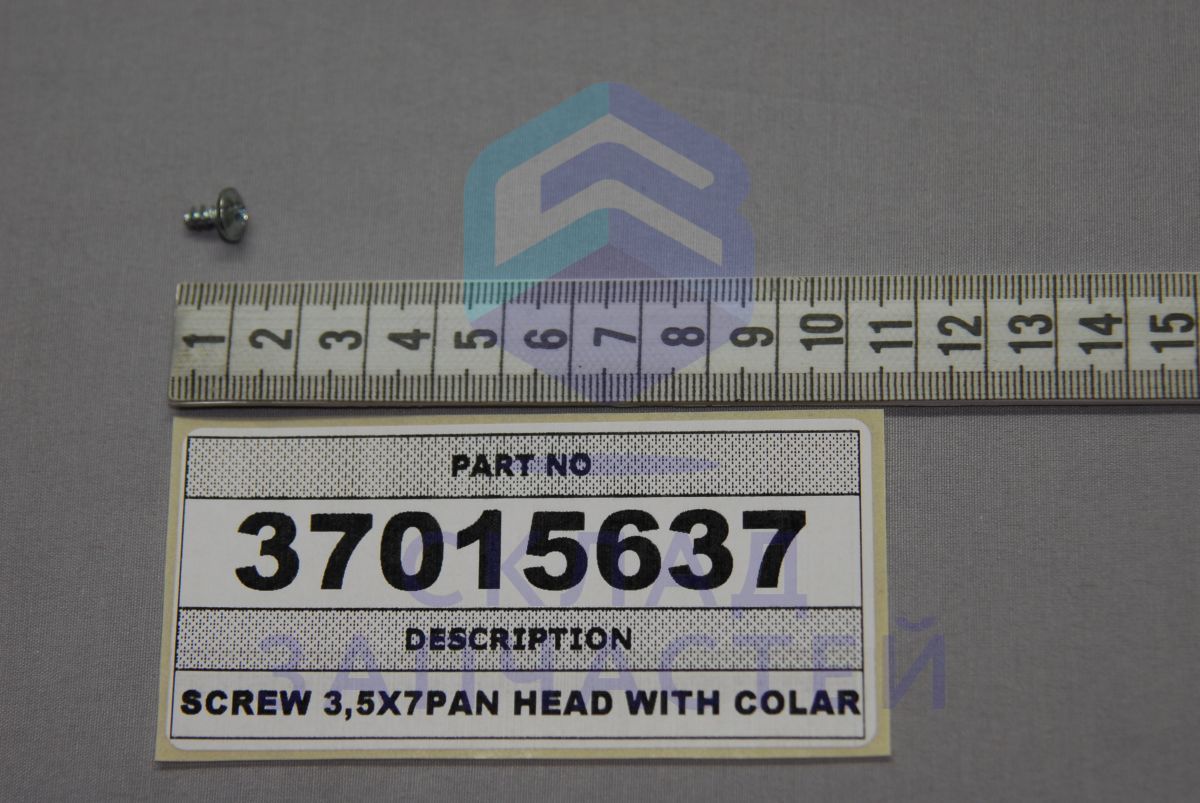 1 2 3 4 5 6 7 8 9 10 11 12 13 14 15
PART NO
37015637
СКЛАД
DESCRIPTION
ЗАПЧАСТЕЙ
SCREW 3,5X7PAN HEAD WITH COLAR